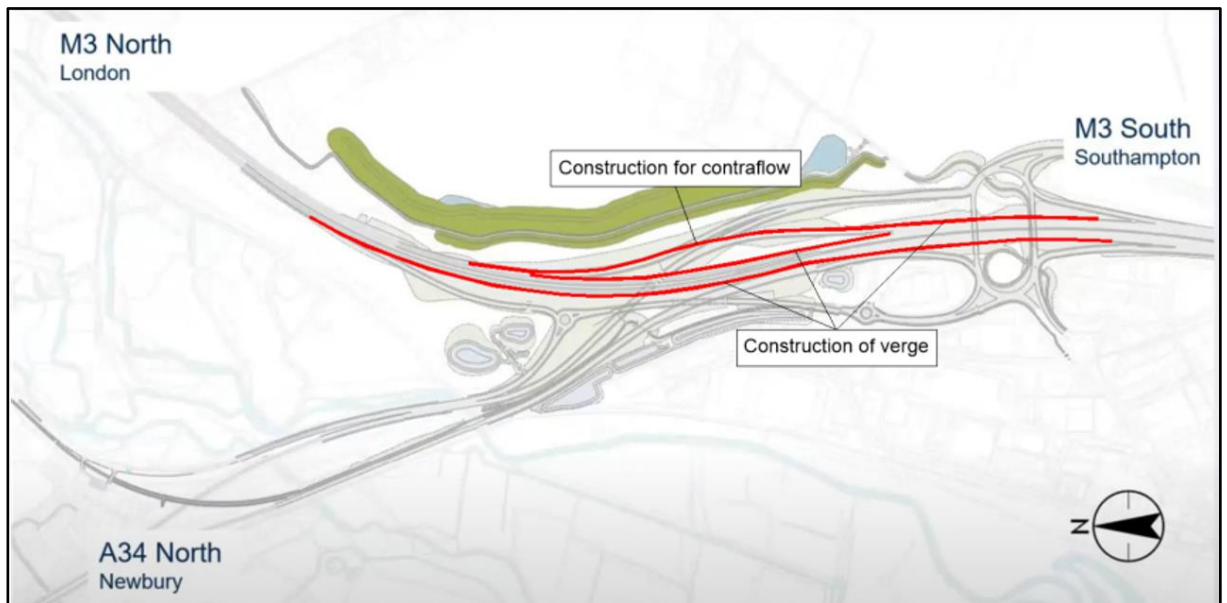 M3 North
London
M3 South
Southampton
Construction for contraflow
Construction of verge
N
A34 North
Newbury